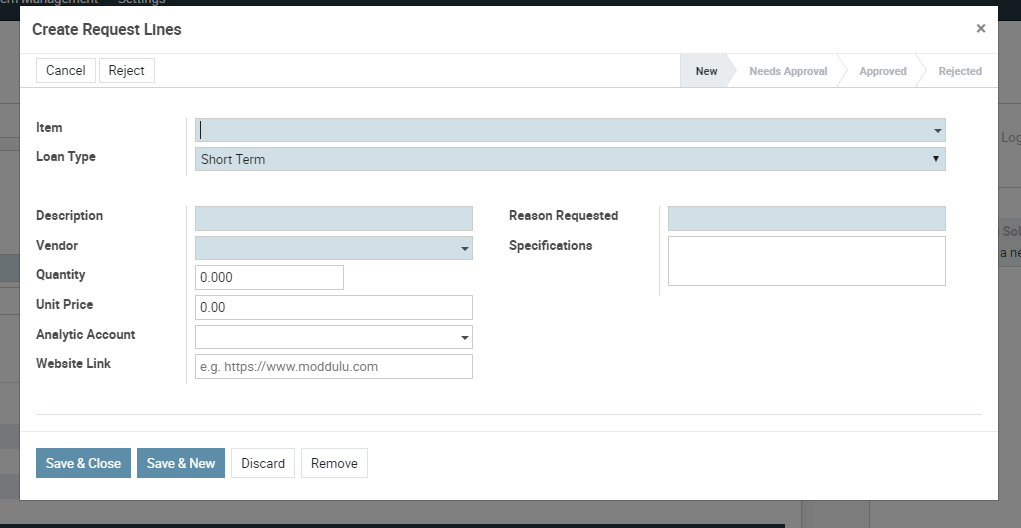 Management Settings
Create Request Lines ×
Cancel Reject New Needs Approval Approved Rejected
Item
Loan Type Short Term
Description Reason Requested
Vendor Specifications
Quantity 0.000
Unit Price 0.00
Analytic Account
Website Link e.g. https://www.moddulu.com
Save & Close Save & New Discard Remove